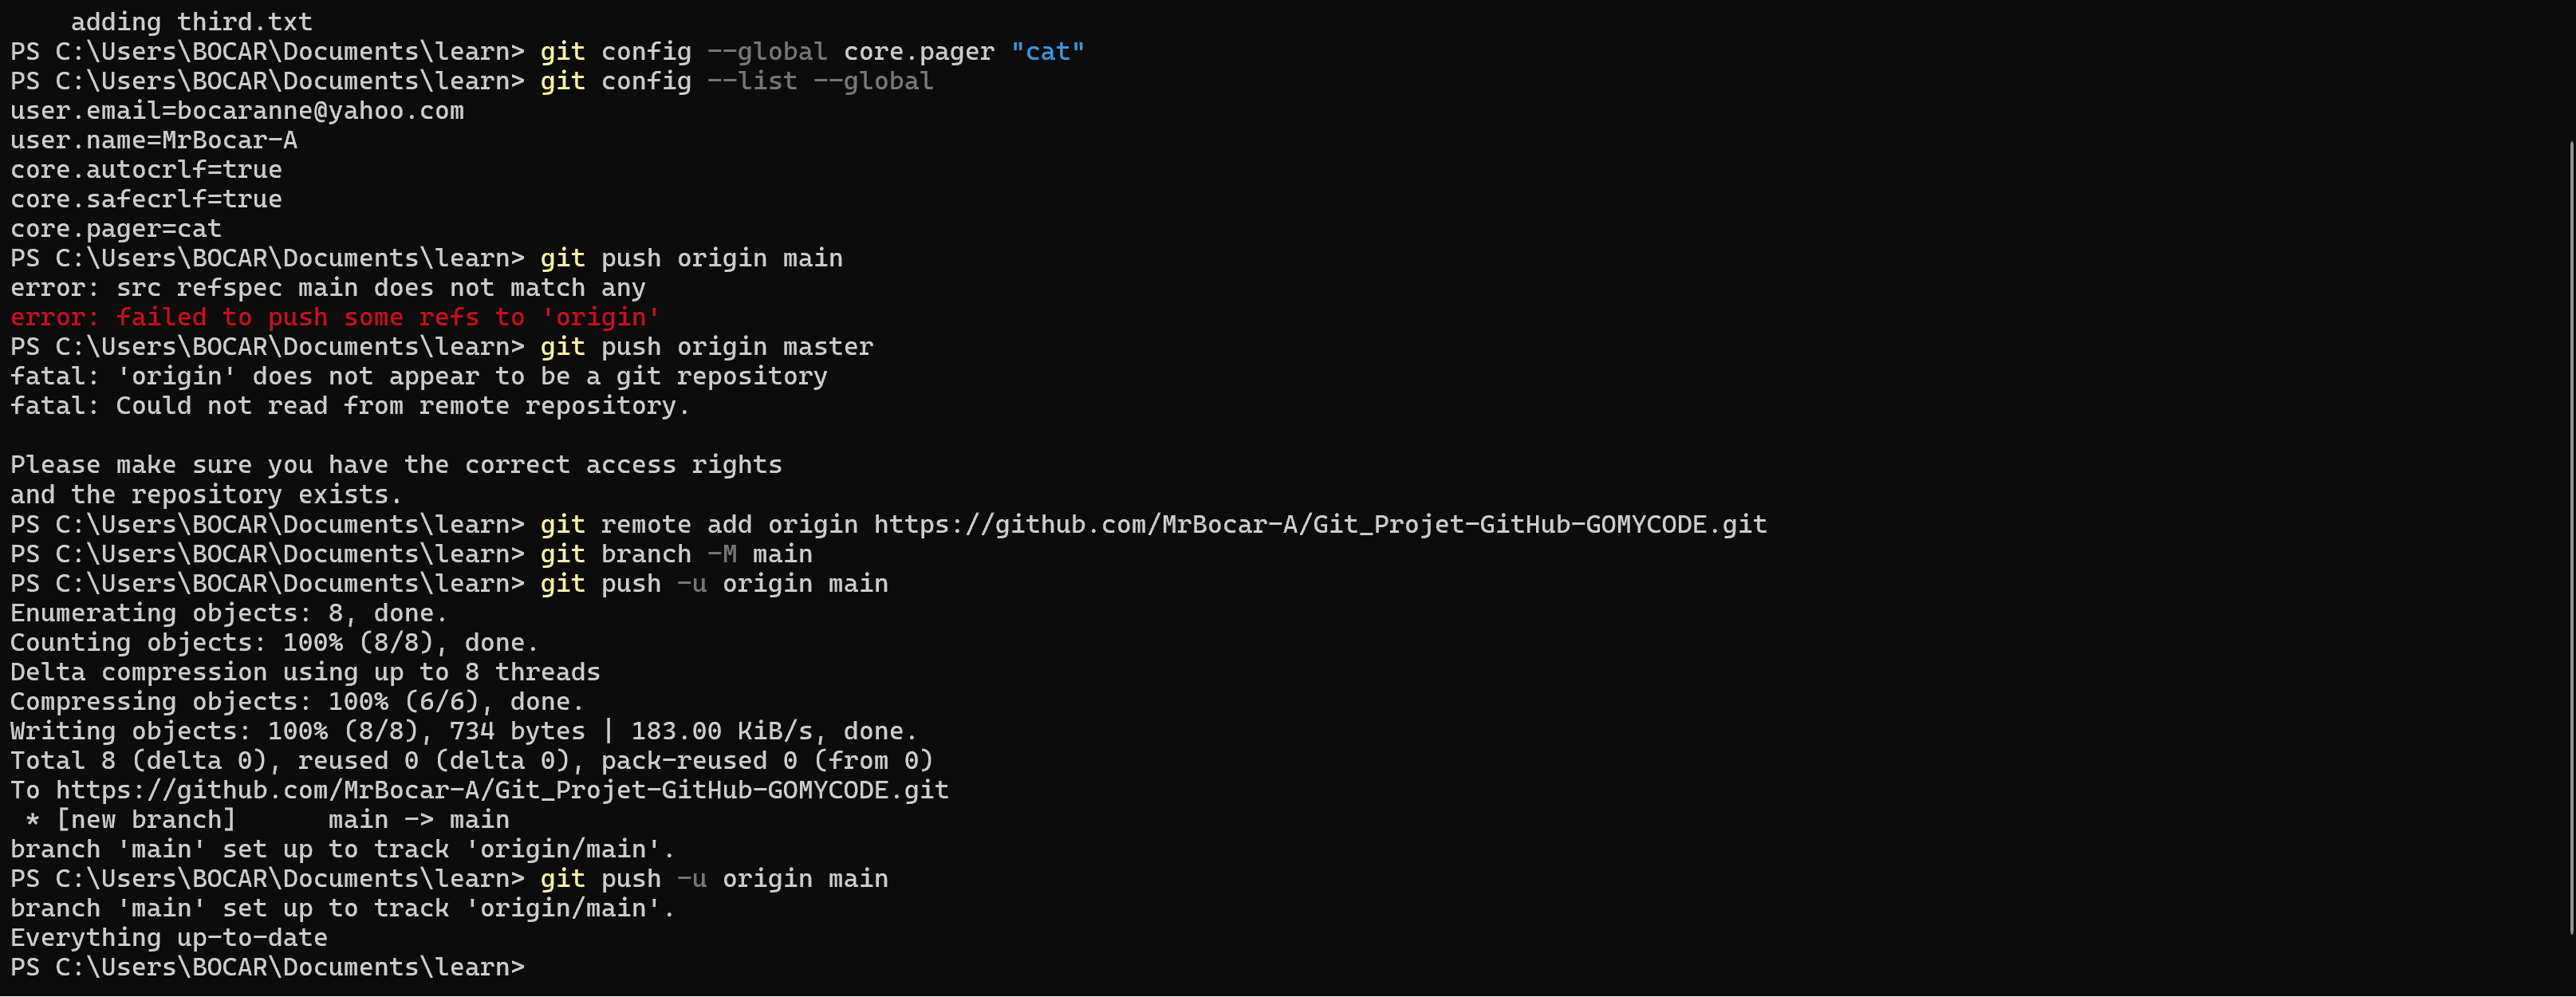 adding third.txt
PS C:\Users\BOCAR\Documents\learn> git config --global core.pager "cat"
PS C:\Users\BOCAR\Documents\learn> git config --list --global
user.email=bocaranne@yahoo.com
user.name=MrBocar-A
core.autocrlf=true
core.safecrlf=true
core.pager=cat
PS C:\Users\BOCAR\Documents\learn> git push origin main
error: src refspec main does not match any
error: failed to push some refs to 'origin'
PS C:\Users\BOCAR\Documents\learn> git push origin master
fatal: 'origin' does not appear to be a git repository
fatal: Could not read from remote repository.

Please make sure you have the correct access rights
and the repository exists.
PS C:\Users\BOCAR\Documents\learn> git remote add origin https://github.com/MrBocar-A/Git_Projet-GitHub-GOMYCODE.git
PS C:\Users\BOCAR\Documents\learn> git branch -M main
PS C:\Users\BOCAR\Documents\learn> git push -u origin main
Enumerating objects: 8, done.
Counting objects: 100% (8/8), done.
Delta compression using up to 8 threads
Compressing objects: 100% (6/6), done.
Writing objects: 100% (8/8), 734 bytes | 183.00 KiB/s, done.
Total 8 (delta 0), reused 0 (delta 0), pack-reused 0 (from 0)
To https://github.com/MrBocar-A/Git_Projet-GitHub-GOMYCODE.git
 * [new branch]      main -> main
branch 'main' set up to track 'origin/main'.
PS C:\Users\BOCAR\Documents\learn> git push -u origin main
branch 'main' set up to track 'origin/main'.
Everything up-to-date
PS C:\Users\BOCAR\Documents\learn>